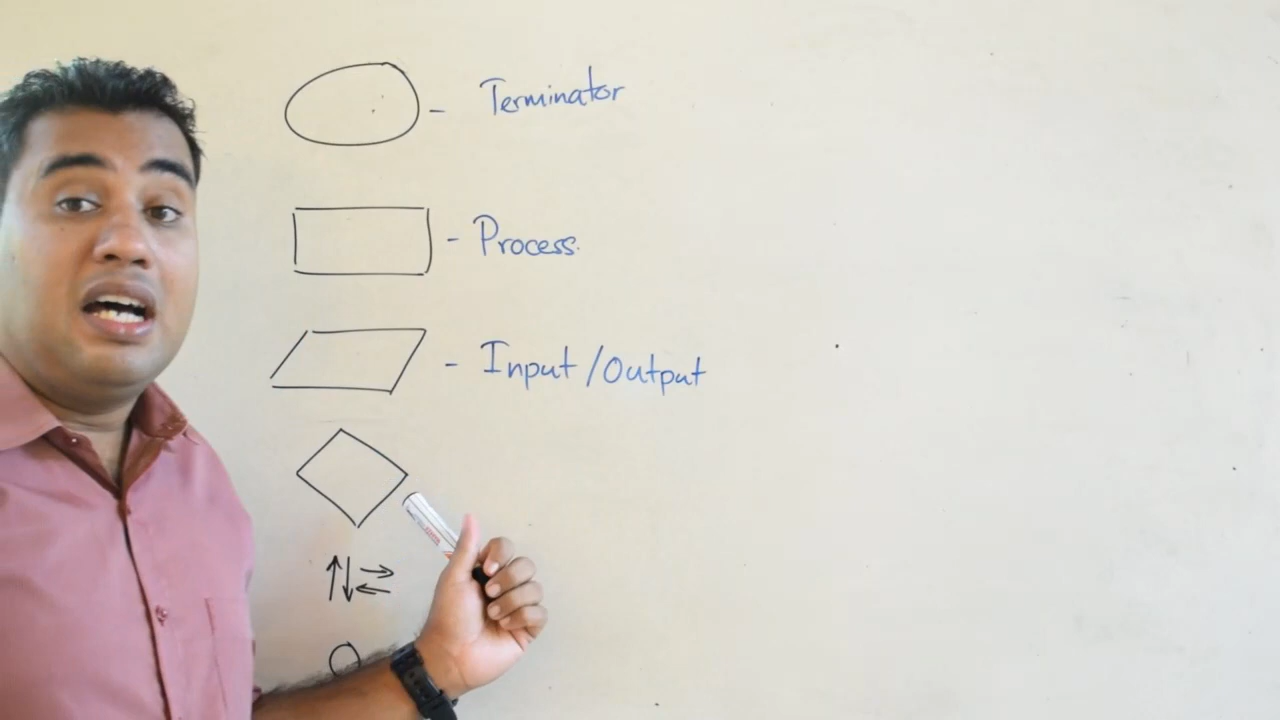 - Terminator
- Process.
- Input/Output